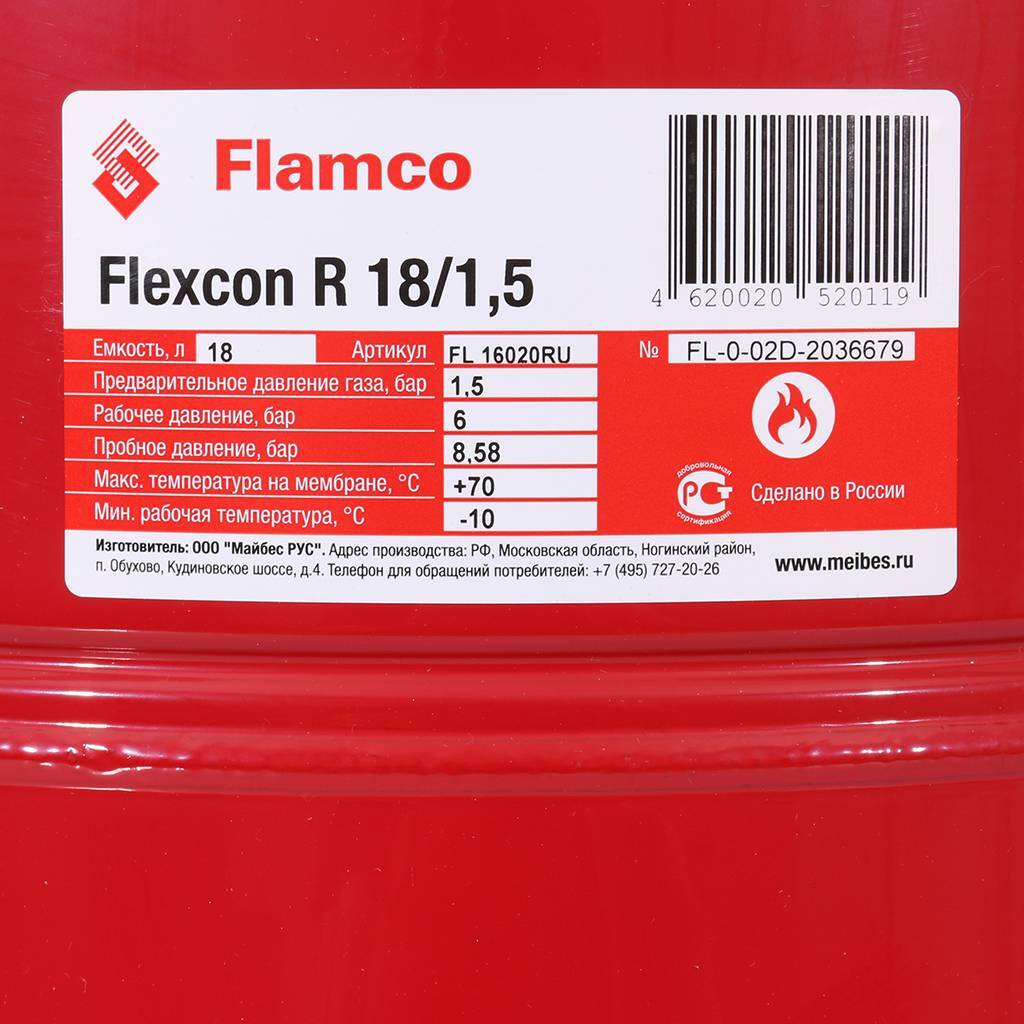 Flamco
Flexcon R 18/1,5
4 620020 520119
Емкость, л 18 Артикул FL 16020RU № FL-0-02D-2036679
Предварительное давление газа, бар 1,5
Рабочее давление, бар 6
Пробное давление, бар 8,58
Макс. температура на мембране, °С +70
Мин. рабочая температура, °С -10
добровольная
РСТ
сертификация
Сделано в России
Изготовитель: ООО "Майбес РУС". Адрес производства: РФ, Московская область, Ногинский район,
п. Обухово, Кудиновское шоссе, д.4. Телефон для обращений потребителей: +7 (495) 727-20-26
www.meibes.ru